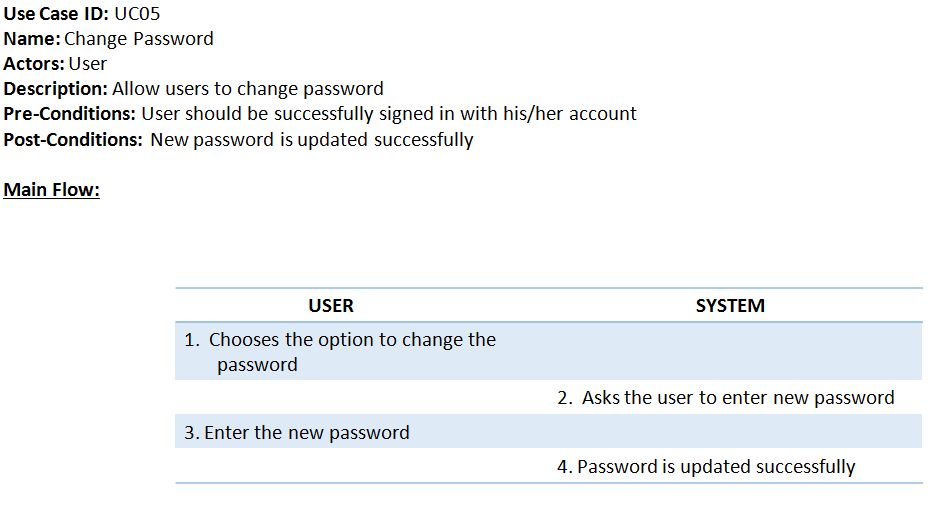 Use Case ID: UC05
Name: Change Password
Actors: User
Description: Allow users to change password
Pre-Conditions: User should be successfully signed in with his/her account
Post-Conditions: New password is updated successfully
Main Flow:
USER SYSTEM
1. Chooses the option to change the
password
2. Asks the user to enter new password
3. Enter the new password
4. Password is updated successfully